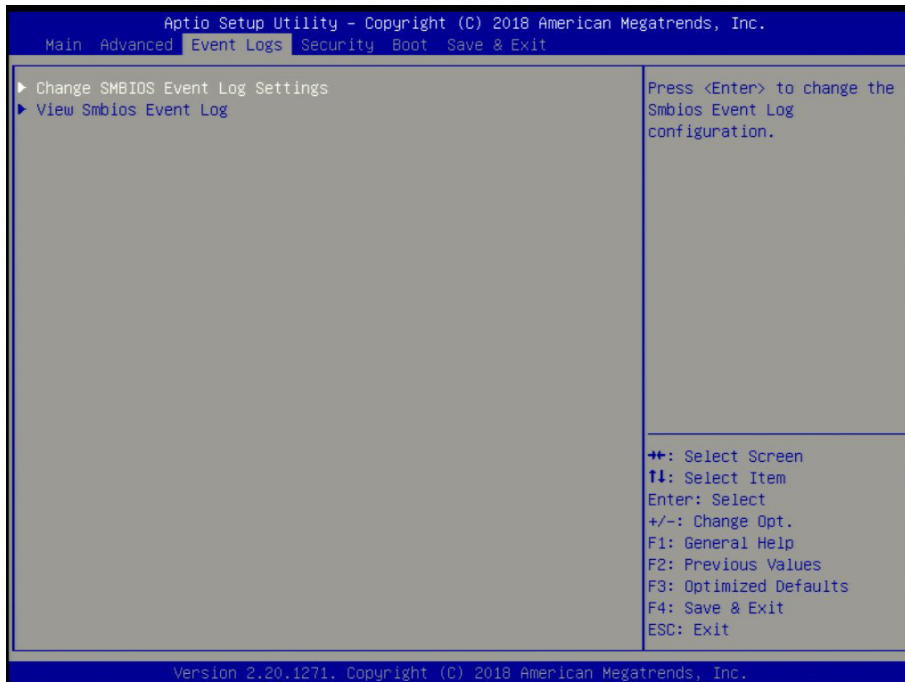 Aptio Setup Utility – Copyright (C) 2018 American Megatrends, Inc.
Main Advanced Event Logs Security Boot Save & Exit
▶ Change SMBIOS Event Log Settings
▶ View Smbios Event Log
Press <Enter> to change the
Smbios Event Log
configuration.
→←: Select Screen
↑↓: Select Item
Enter: Select
+/-: Change Opt.
F1: General Help
F2: Previous Values
F3: Optimized Defaults
F4: Save & Exit
ESC: Exit
Version 2.20.1271. Copyright (C) 2018 American Megatrends, Inc.